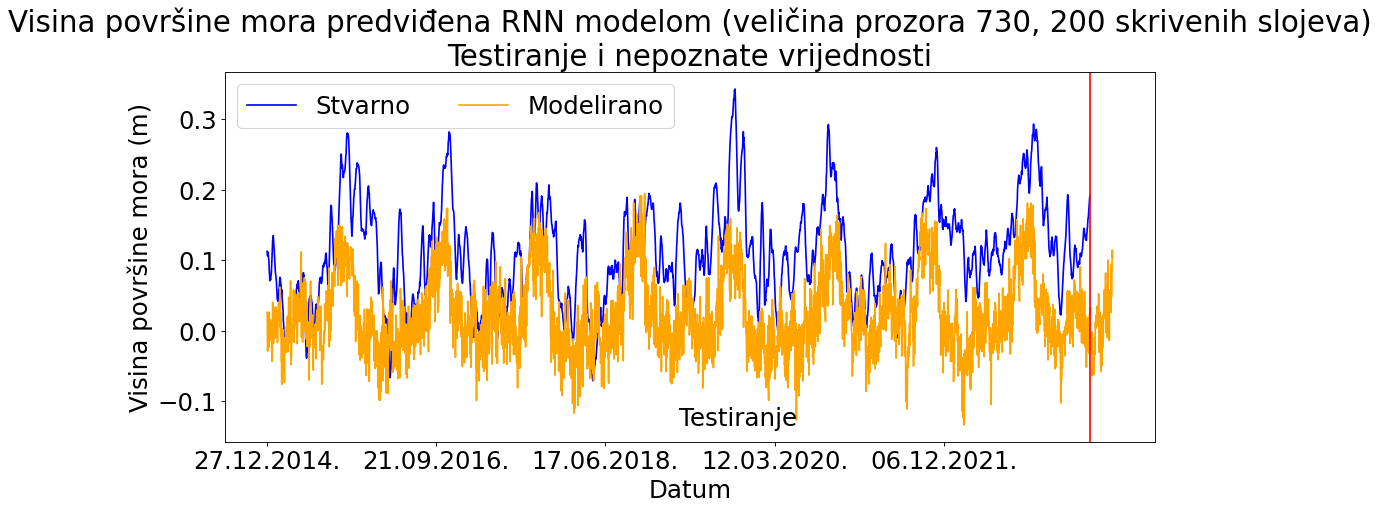 Visina površine mora predviđena RNN modelom (veličina prozora 730, 200 skrivenih slojeva)
Testiranje i nepoznate vrijednosti
Stvarno Modelirano
Visina površine mora (m)
0.3
0.2
0.1
0.0
−0.1
Testiranje
27.12.2014. 21.09.2016. 17.06.2018. 12.03.2020. 06.12.2021.
Datum